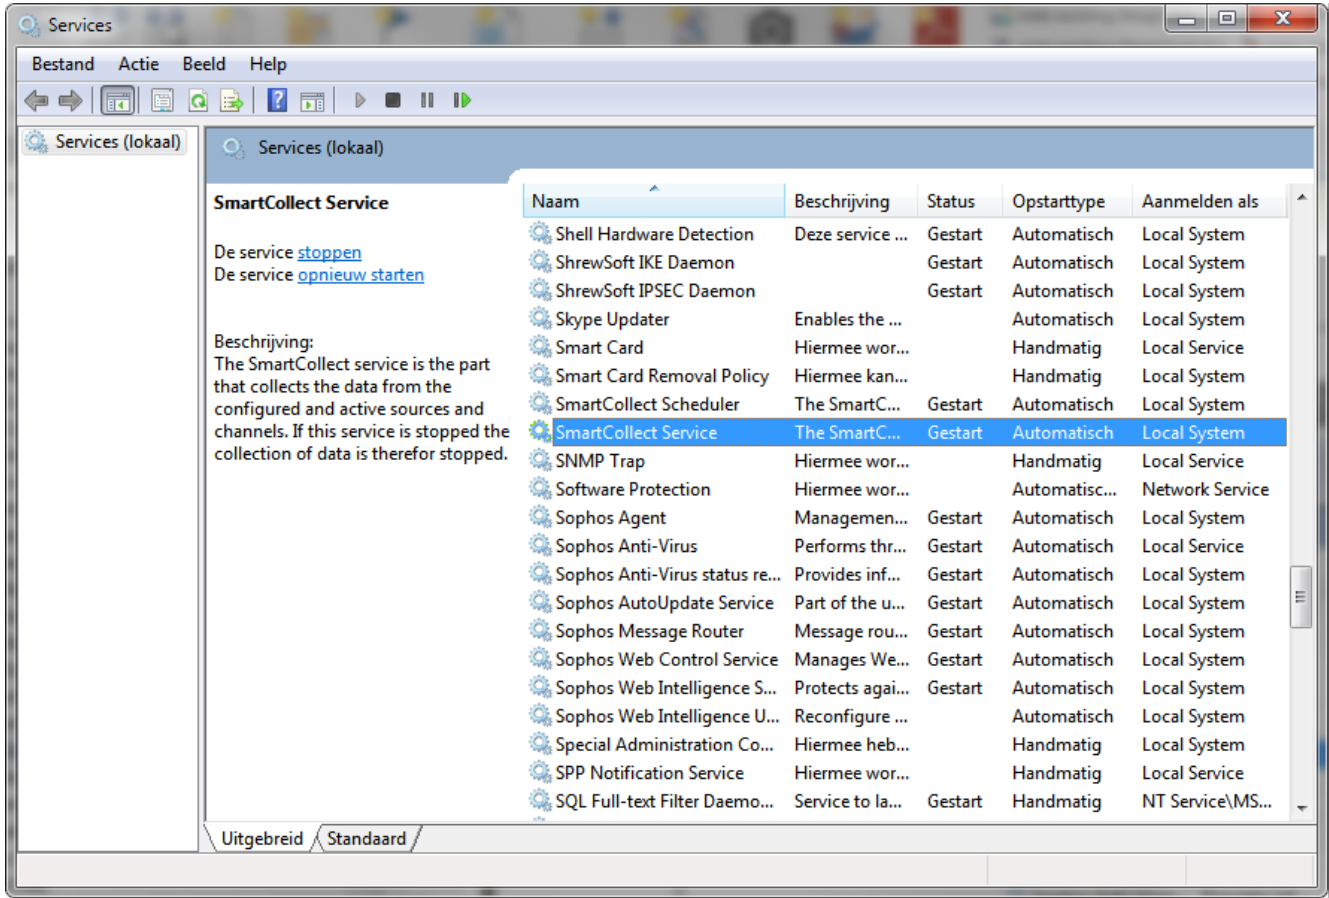 Services
Bestand Actie Beeld Help
Services (lokaal)
Services (lokaal)
SmartCollect Service
De service stoppen
De service opnieuw starten
Beschrijving:
The SmartCollect service is the part
that collects the data from the
configured and active sources and
channels. If this service is stopped the
collection of data is therefor stopped.
Naam Beschrijving Status Opstarttype Aanmelden als
Shell Hardware Detection Deze service ... Gestart Automatisch Local System
ShrewSoft IKE Daemon Gestart Automatisch Local System
ShrewSoft IPSEC Daemon Gestart Automatisch Local System
Skype Updater Enables the ... Automatisch Local System
Smart Card Hiermee wor... Handmatig Local Service
Smart Card Removal Policy Hiermee kan... Handmatig Local System
SmartCollect Scheduler The SmartC... Gestart Automatisch Local System
SmartCollect Service The SmartC... Gestart Automatisch Local System
SNMP Trap Hiermee wor... Handmatig Local Service
Software Protection Hiermee wor... Automatisc... Network Service
Sophos Agent Managemen... Gestart Automatisch Local System
Sophos Anti-Virus Performs thr... Gestart Automatisch Local Service
Sophos Anti-Virus status re... Provides inf... Gestart Automatisch Local System
Sophos AutoUpdate Service Part of the u... Gestart Automatisch Local System
Sophos Message Router Message rou... Gestart Automatisch Local System
Sophos Web Control Service Manages We... Gestart Automatisch Local System
Sophos Web Intelligence S... Protects agai... Gestart Automatisch Local System
Sophos Web Intelligence U... Reconfigure ... Automatisch Local System
Special Administration Co... Hiermee heb... Handmatig Local System
SPP Notification Service Hiermee wor... Handmatig Local Service
SQL Full-text Filter Daemo... Service to la... Gestart Handmatig NT Service\MS...
Uitgebreid Standaard